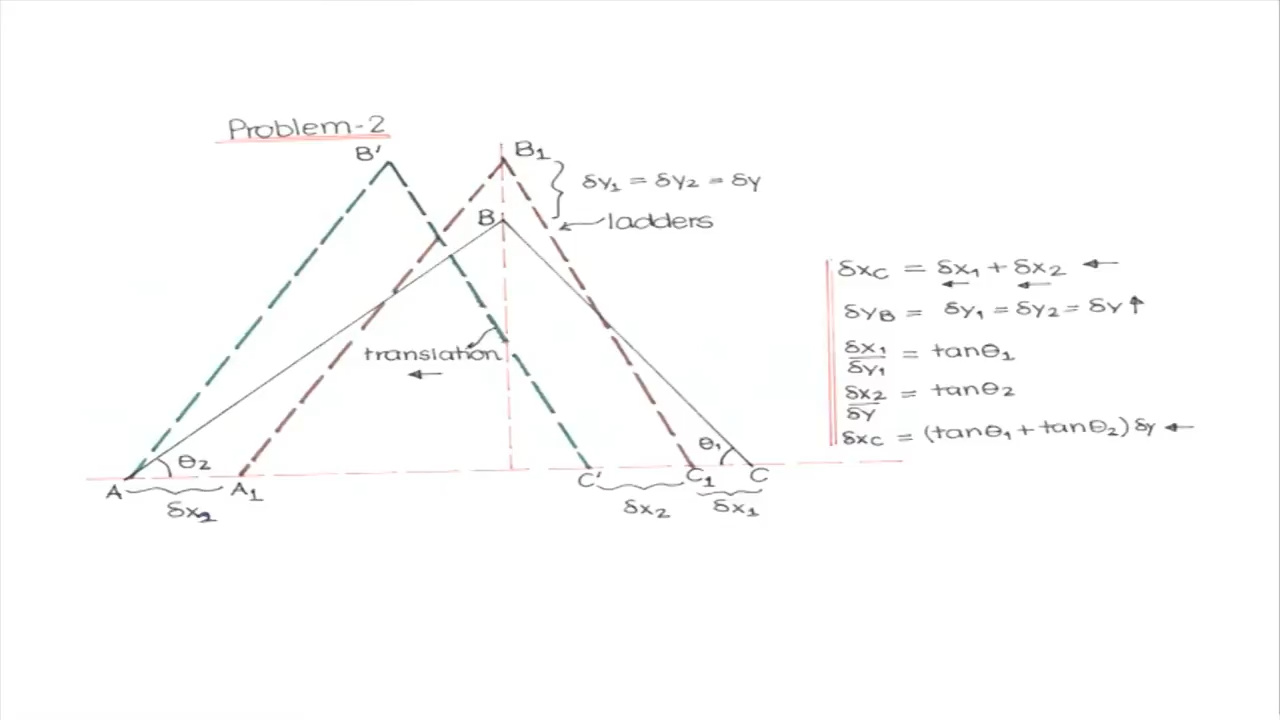 Problem-2
B'
B1
δy1 = δy2 = δy
B
ladders
translation
θ2
θ1
A
A1
C'
C1
C
δx2
δx2
δx1
δxC = δx1 + δx2 ←
δyB = δy1 = δy2 = δy↑
δx1/δy1 = tanθ1
δx2/δy = tanθ2
δxC = (tanθ1 + tanθ2) δy ←